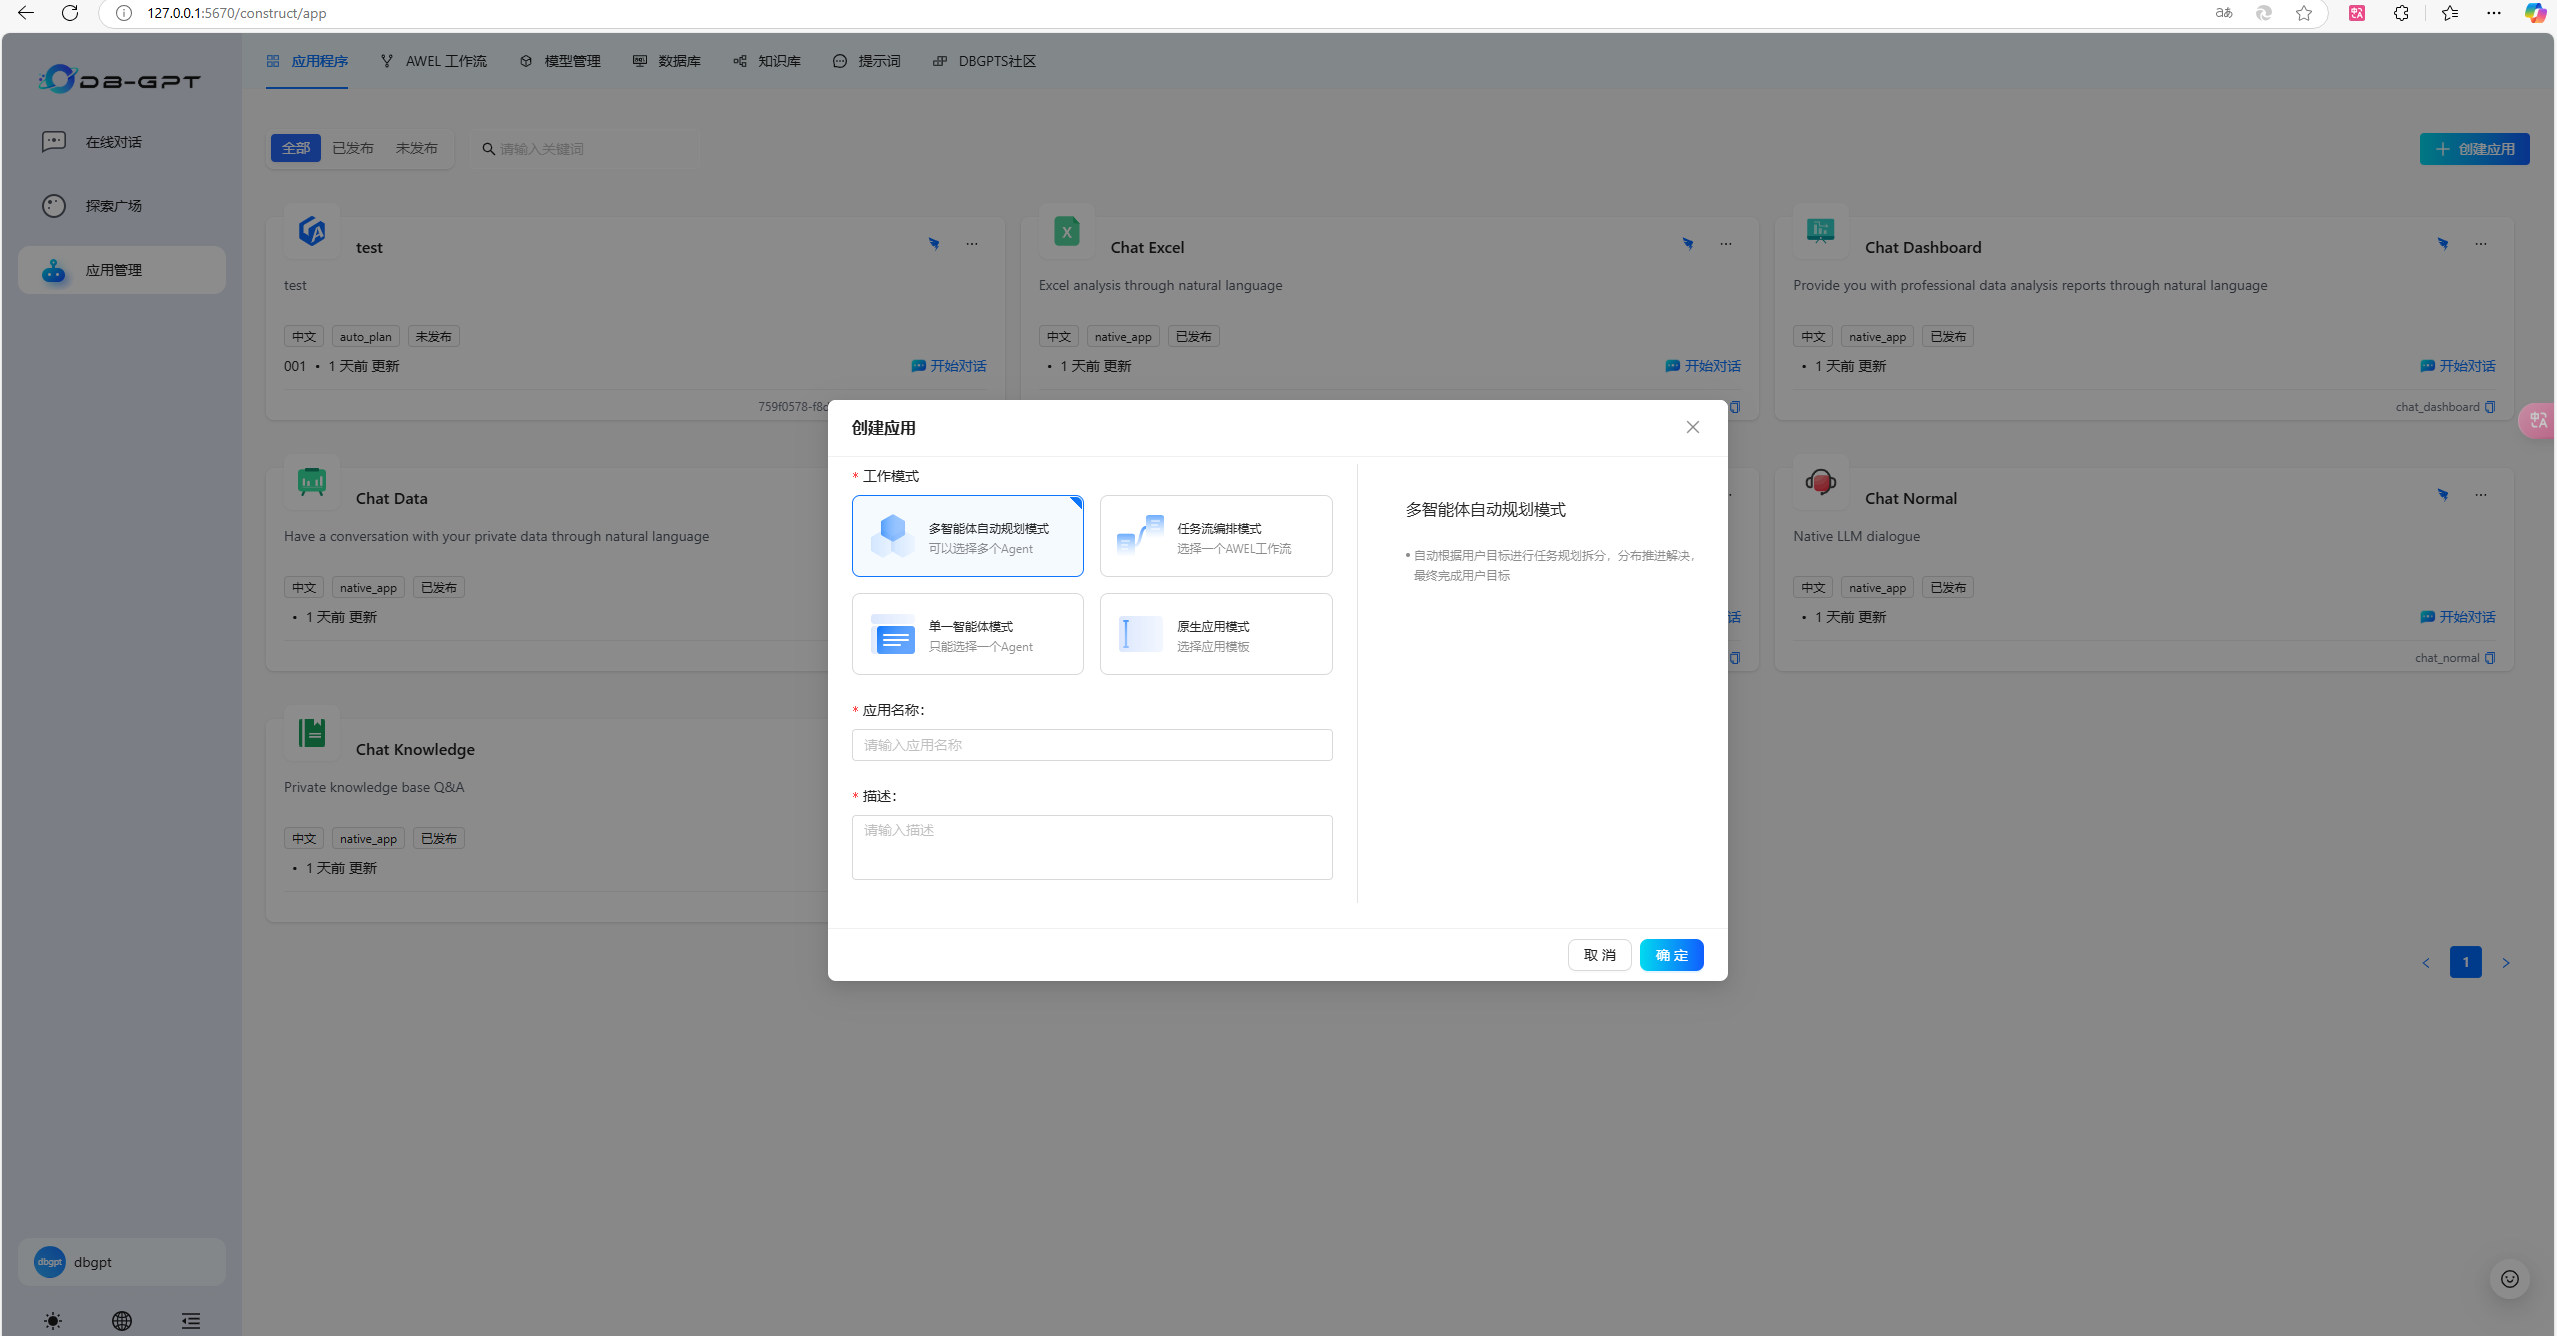 127.0.0.1:5670/construct/app
DB-GPT
在线对话
探索广场
应用管理
dbgpt
dbgpt
应用程序
AWEL 工作流
模型管理
数据库
知识库
提示词
DBGPTS社区
全部
已发布
未发布
请输入关键词
创建应用
test
test
中文
auto_plan
未发布
001 • 1 天前 更新
开始对话
759f0578-f8
Chat Excel
Excel analysis through natural language
中文
native_app
已发布
• 1 天前 更新
开始对话
Chat Dashboard
Provide you with professional data analysis reports through natural language
中文
native_app
已发布
• 1 天前 更新
开始对话
chat_dashboard
Chat Data
Have a conversation with your private data through natural language
中文
native_app
已发布
• 1 天前 更新
话
Chat Normal
Native LLM dialogue
中文
native_app
已发布
• 1 天前 更新
开始对话
chat_normal
Chat Knowledge
Private knowledge base Q&A
中文
native_app
已发布
• 1 天前 更新
创建应用
* 工作模式
多智能体自动规划模式
可以选择多个Agent
任务流编排模式
选择一个AWEL工作流
单一智能体模式
只能选择一个Agent
原生应用模式
选择应用模板
* 应用名称：
请输入应用名称
* 描述：
请输入描述
多智能体自动规划模式
• 自动根据用户目标进行任务规划拆分，分布推进解决，
最终完成用户目标
取 消
确 定
< 1 >